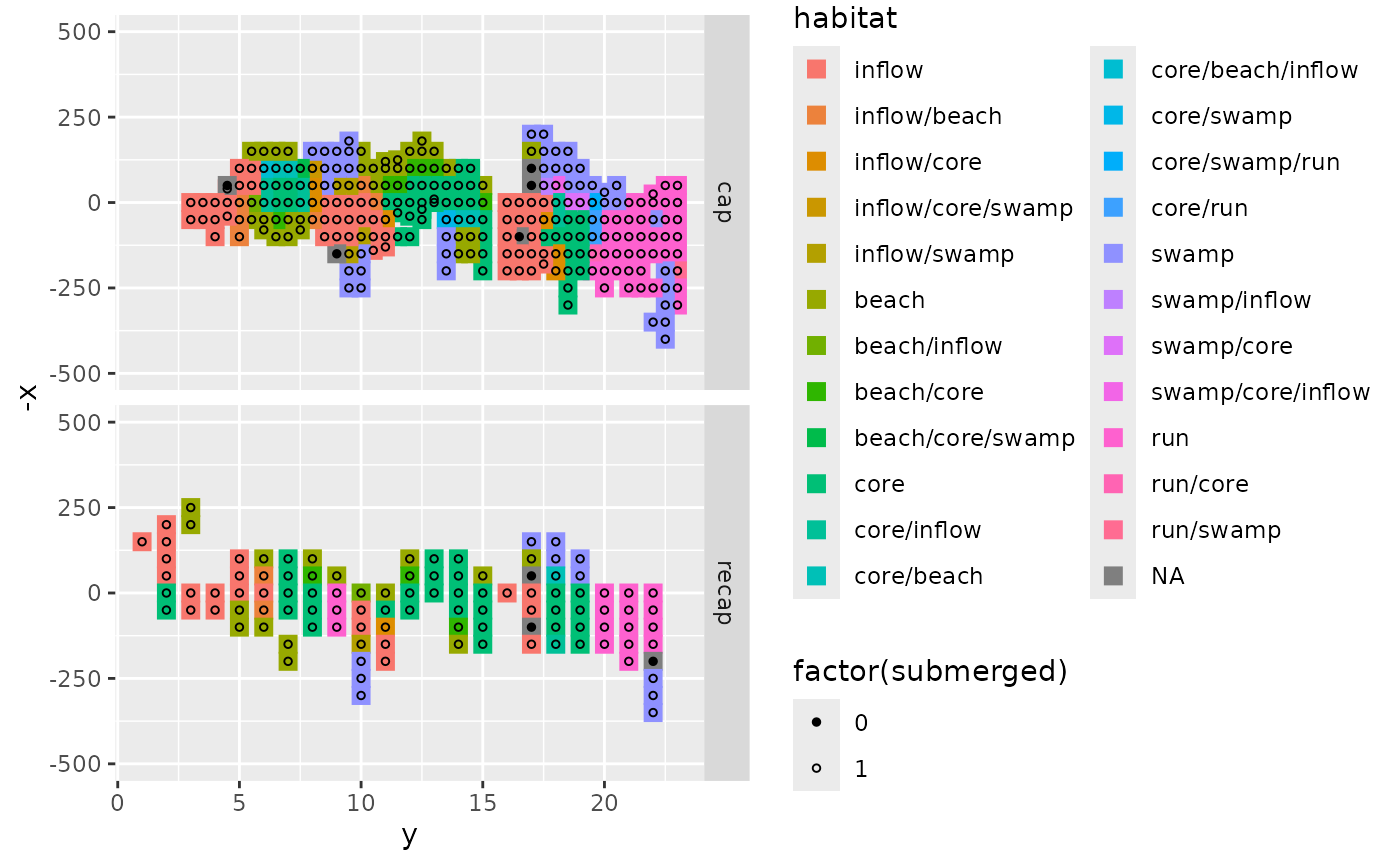 500
250
0
-250
-500
cap
-x
500
250
0
-250
-500
recap
0 5 10 15 20
y
habitat
inflow
inflow/beach
inflow/core
inflow/core/swamp
inflow/swamp
beach
beach/inflow
beach/core
beach/core/swamp
core
core/inflow
core/beach
core/beach/inflow
core/swamp
core/swamp/run
core/run
swamp
swamp/inflow
swamp/core
swamp/core/inflow
run
run/core
run/swamp
NA
factor(submerged)
0
1